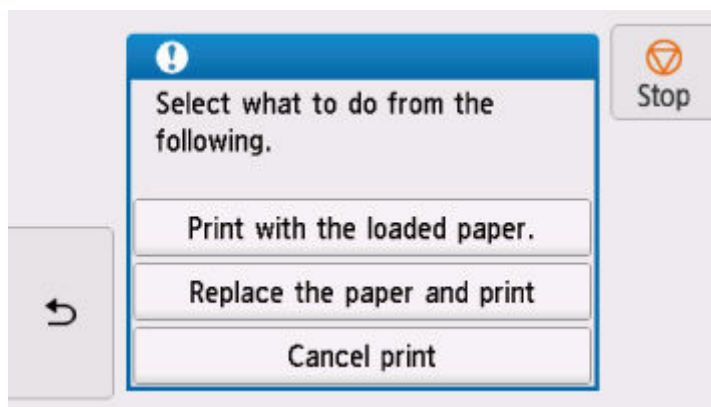 Select what to do from the
following.
Stop
Print with the loaded paper.
Replace the paper and print
Cancel print